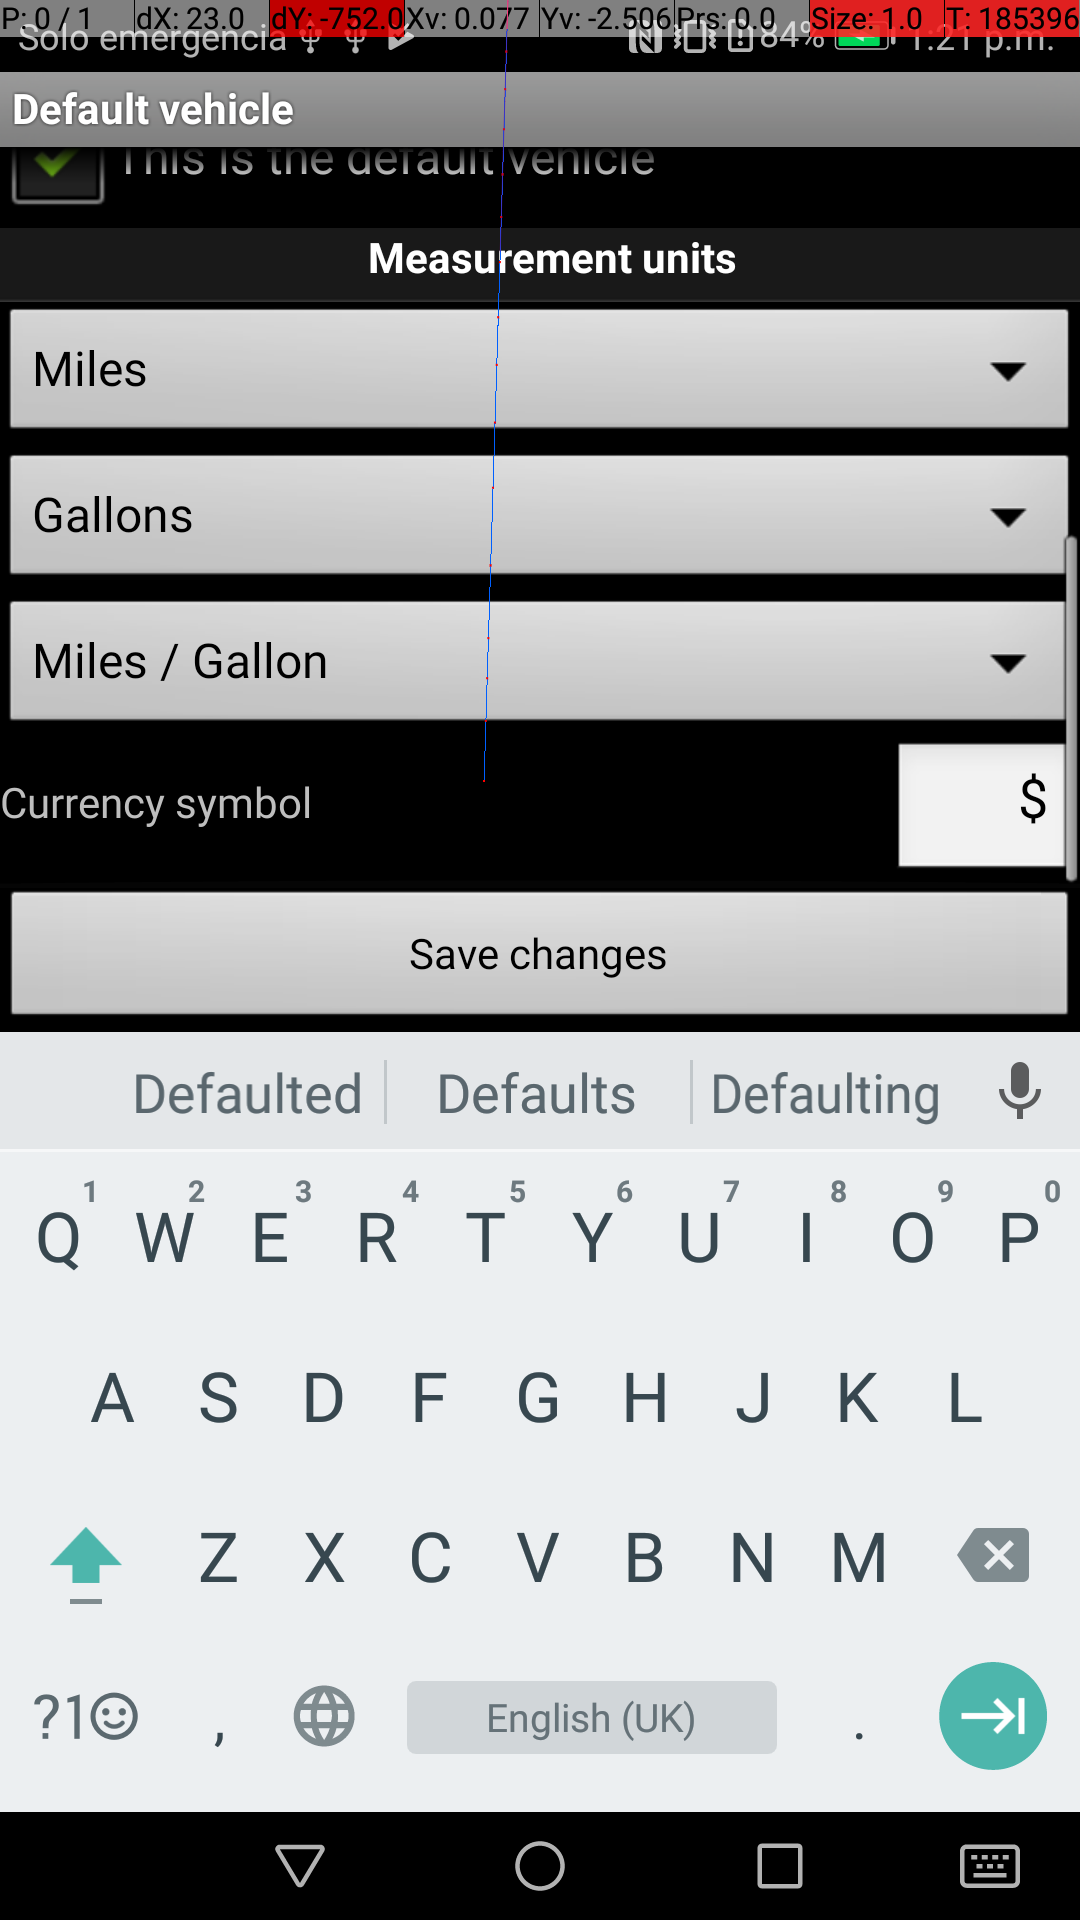 P: 0 / 1 dX: 23.0 dY: -752.0 Xv: 0.077 Yv: -2.506 Prs: 0.0 Size: 1.0 T: 185396
Solo emergencia 84% 1:21 p.m.
Default vehicle
This is the default vehicle
Measurement units
Miles
Gallons
Miles / Gallon
Currency symbol $
Save changes
Defaulted Defaults Defaulting
1 2 3 4 5 6 7 8 9 0
Q W E R T Y U I O P
A S D F G H J K L
Z X C V B N M
?1 , English (UK) .